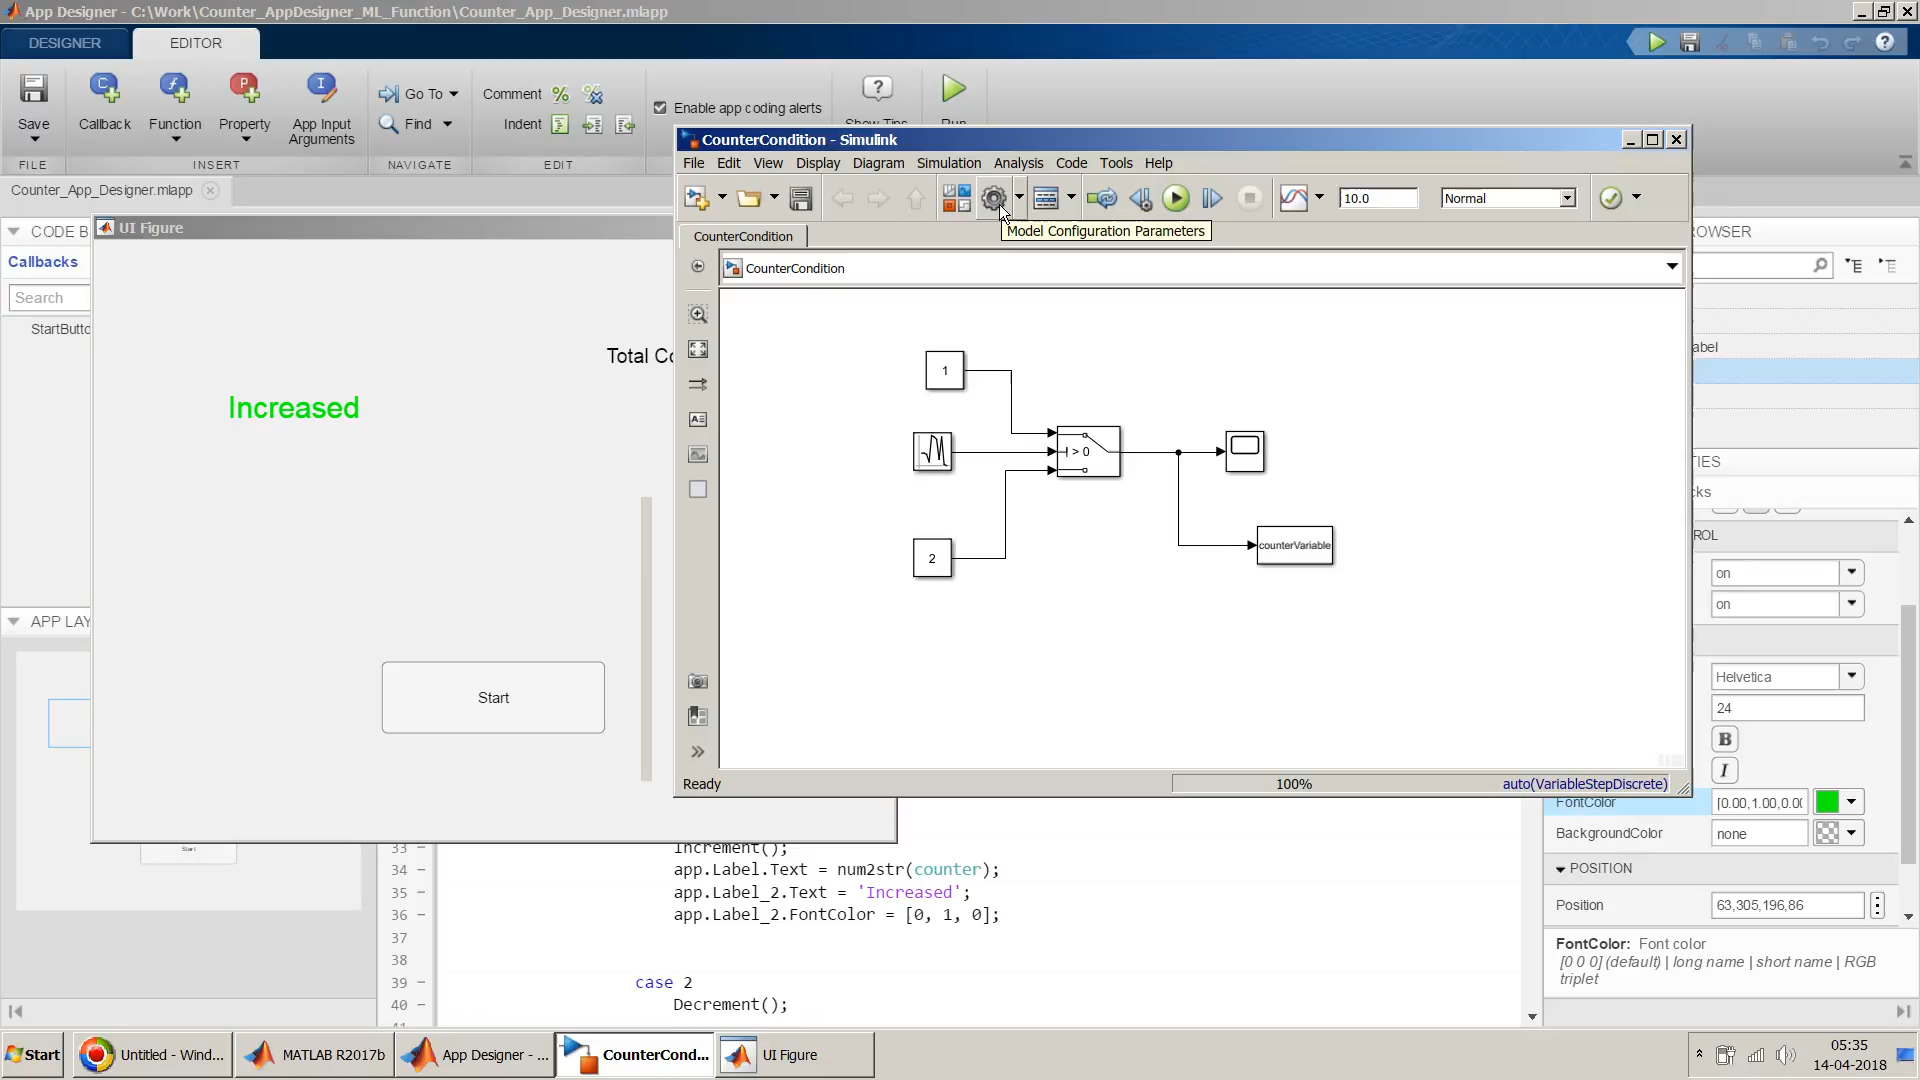 App Designer - C:\Work\Counter_AppDesigner_ML_Function\Counter_App_Designer.mlapp
DESIGNER
EDITOR
Save
Callback
Function
Property
App Input
Arguments
Go To
Find
Comment
Indent
Enable app coding alerts
Show Tips
Run
FILE
INSERT
NAVIGATE
EDIT
Counter_App_Designer.mlapp
CODE B
Callbacks
Search
StartButto
APP LAY
Start
UI Figure
Total Co
Increased
Start
CounterCondition - Simulink
File Edit View Display Diagram Simulation Analysis Code Tools Help
10.0
Normal
Model Configuration Parameters
CounterCondition
CounterCondition
1
> 0
2
counterVariable
Ready
100%
auto(VariableStepDiscrete)
33
Increment();
34
app.Label.Text = num2str(counter);
35
app.Label_2.Text = 'Increased';
36
app.Label_2.FontColor = [0, 1, 0];
37
38
39
case 2
40
Decrement();
41
ROWSER
abel
TIES
cks
ROL
on
on
Helvetica
24
B
I
FontColor
[0.00,1.00,0.0
BackgroundColor
none
POSITION
Position
63,305,196,86
FontColor: Font color
[0 0 0] (default) | long name | short name | RGB
triplet
Start
Untitled - Wind...
MATLAB R2017b
App Designer - ...
CounterCond...
UI Figure
05:35
14-04-2018